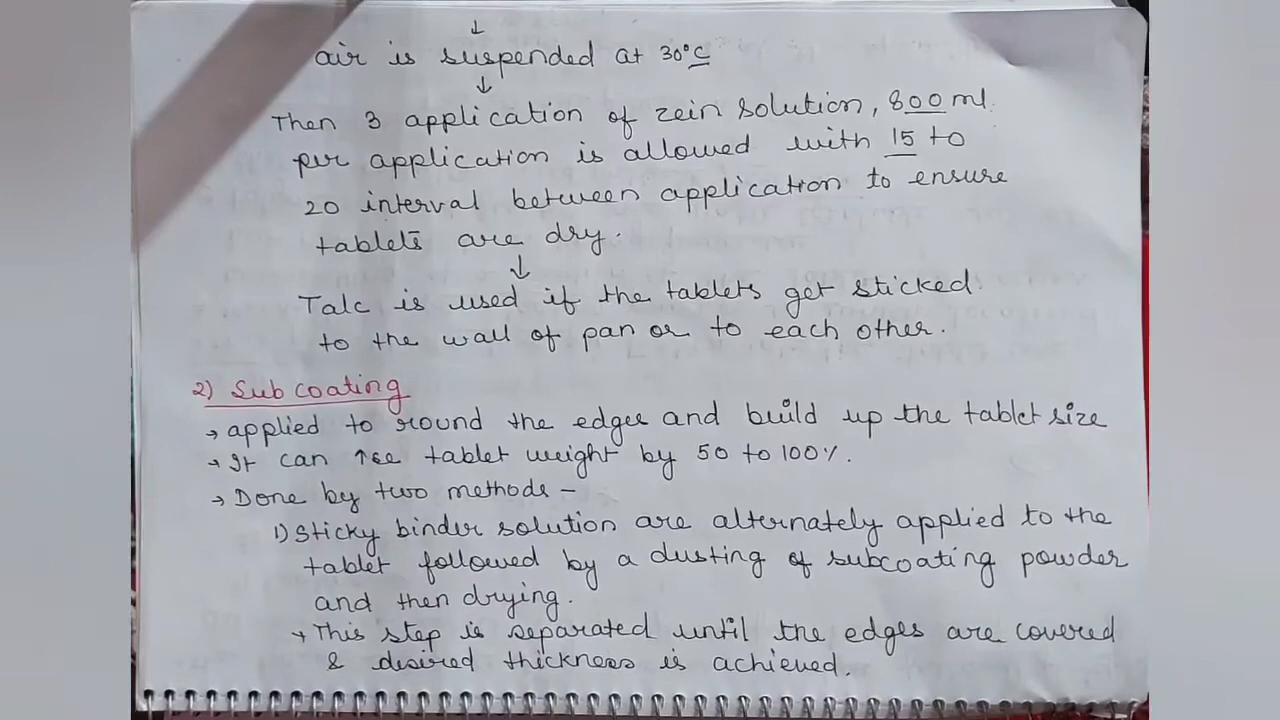 ↓
air is suspended at 30°C
↓
Then 3 application of zein solution, 800 ml
per application is allowed with 15 to
20 interval between application to ensure
tablets are dry.
↓
Talc is used if the tablets get sticked
to the wall of pan or to each other.
2) Subcoating
→ applied to round the edges and build up the tablet size
→ It can ↑se tablet weight by 50 to 100%.
→ Done by two methods –
1) Sticky binder solution are alternately applied to the
tablet followed by a dusting of subcoating powder
and then drying.
→ This step is separated until the edges are covered
& desired thickness is achieved.